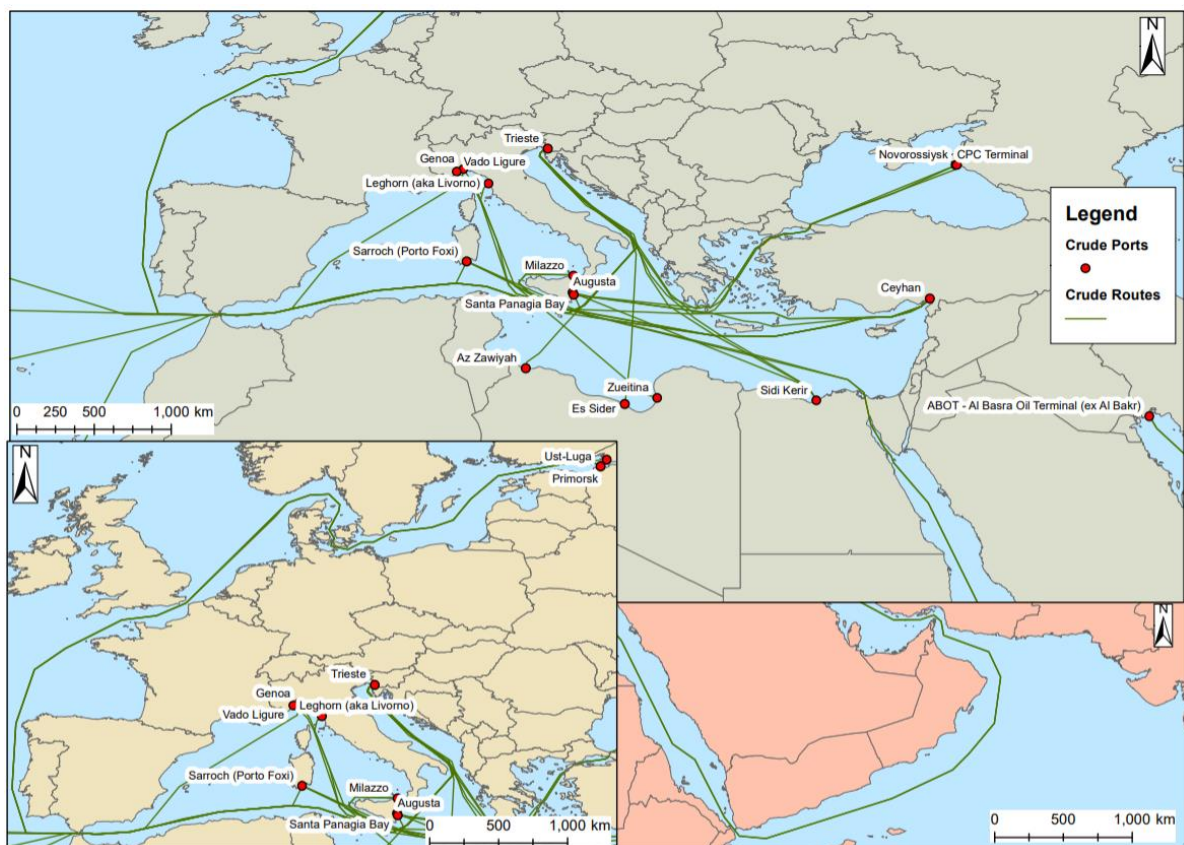 N
Trieste
Genoa
Vado Ligure
Leghorn (aka Livorno)
Novorossiysk - CPC Terminal
Legend
Crude Ports
Crude Routes
Sarroch (Porto Foxi)
Milazzo
Augusta
Santa Panagia Bay
Ceyhan
Az Zawiyah
Zueitina
Es Sider
Sidi Kerir
ABOT - Al Basra Oil Terminal (ex Al Bakr)
0 250 500 1,000 km
N
Ust-Luga
Primorsk
Trieste
Genoa
Leghorn (aka Livorno)
Vado Ligure
Sarroch (Porto Foxi)
Milazzo
Augusta
Santa Panagia Bay
0 500 1,000 km
N
0 500 1,000 km